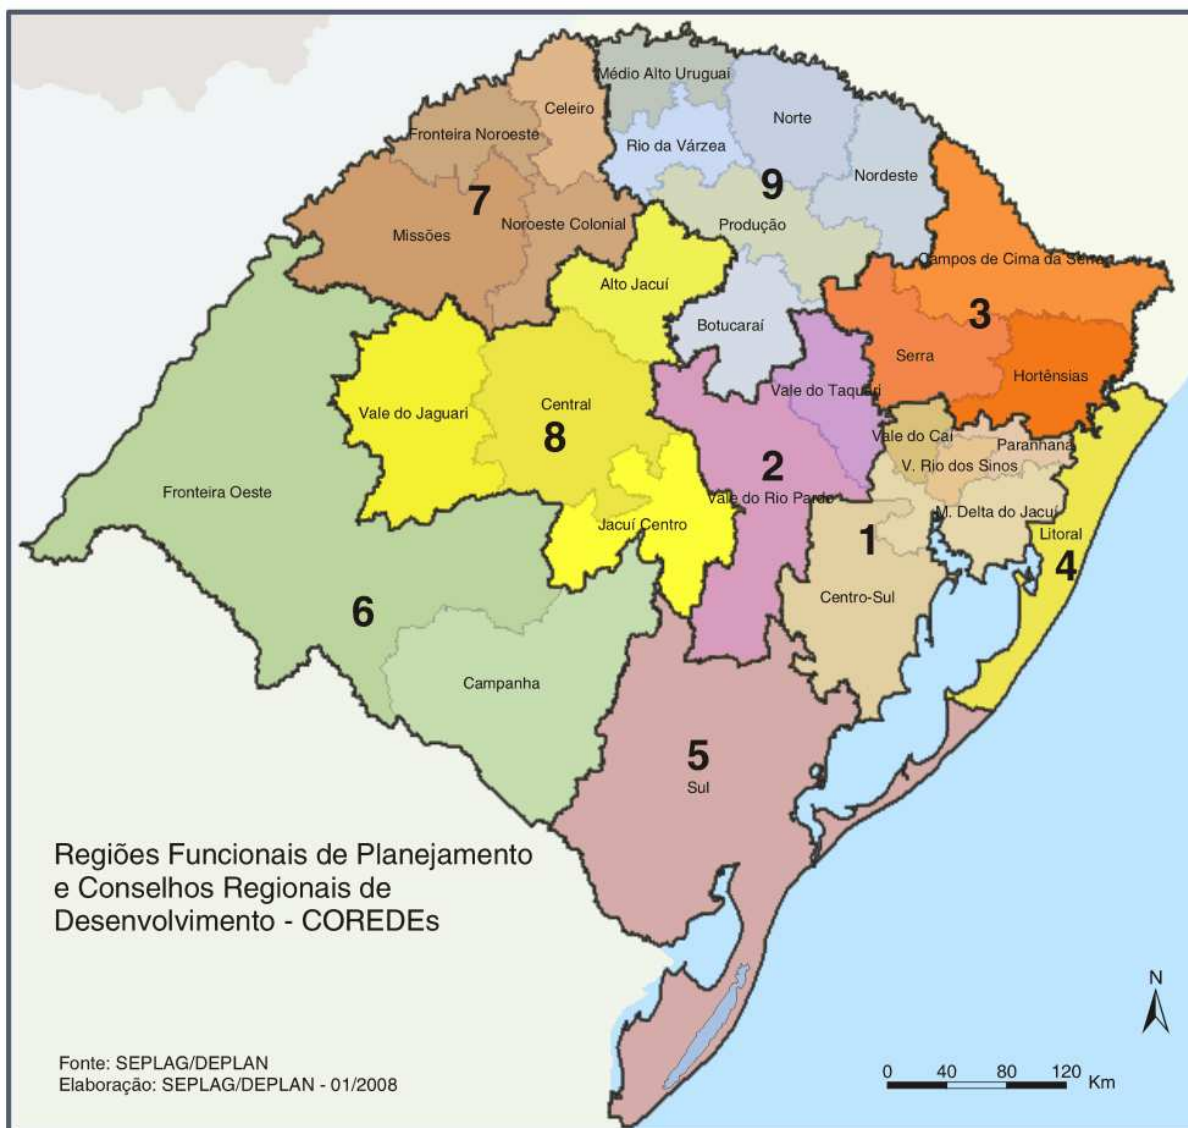 Médio Alto Uruguai
Celeiro
Norte
Fronteira Noroeste
Rio da Várzea
Nordeste
9
7
Noroeste Colonial
Produção
Missões
Campos de Cima da Serra
Alto Jacuí
3
Botucaraí
Serra
Hortênsias
Vale do Taquari
Central
Vale do Jaguari
8
Vale do Caí
Paranhana
2
V. Rio dos Sinos
Fronteira Oeste
Vale do Rio Pardo
M. Delta do Jacuí
Jacuí Centro
1
Litoral
4
Centro-Sul
6
Campanha
5
Sul
Regiões Funcionais de Planejamento
e Conselhos Regionais de
Desenvolvimento - COREDEs
N
Fonte: SEPLAG/DEPLAN
Elaboração: SEPLAG/DEPLAN - 01/2008
0 40 80 120 Km